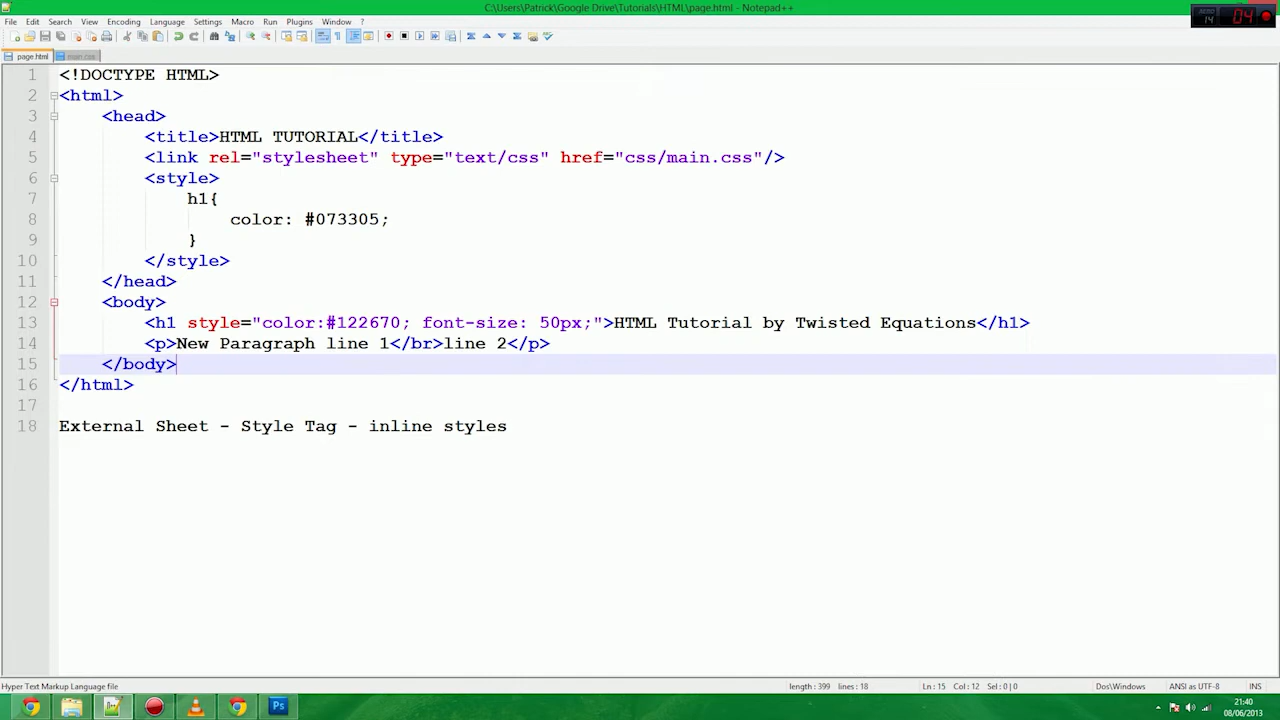 C:\Users\Patrick\Google Drive\Tutorials\HTML\page.html - Notepad++
File Edit Search View Encoding Language Settings Macro Run Plugins Window ?
14 04
page.html main.css
1 <!DOCTYPE HTML>
2 <html>
3 <head>
4 <title>HTML TUTORIAL</title>
5 <link rel="stylesheet" type="text/css" href="css/main.css"/>
6 <style>
7 h1{
8 color: #073305;
9 }
10 </style>
11 </head>
12 <body>
13 <h1 style="color:#122670; font-size: 50px;">HTML Tutorial by Twisted Equations</h1>
14 <p>New Paragraph line 1</br>line 2</p>
15 </body>
16 </html>
17
18 External Sheet - Style Tag - inline styles
Hyper Text Markup Language file length : 399 lines : 18 Ln : 15 Col : 12 Sel : 0 | 0 Dos\Windows ANSI as UTF-8 INS
Ps
21:40
08/06/2013